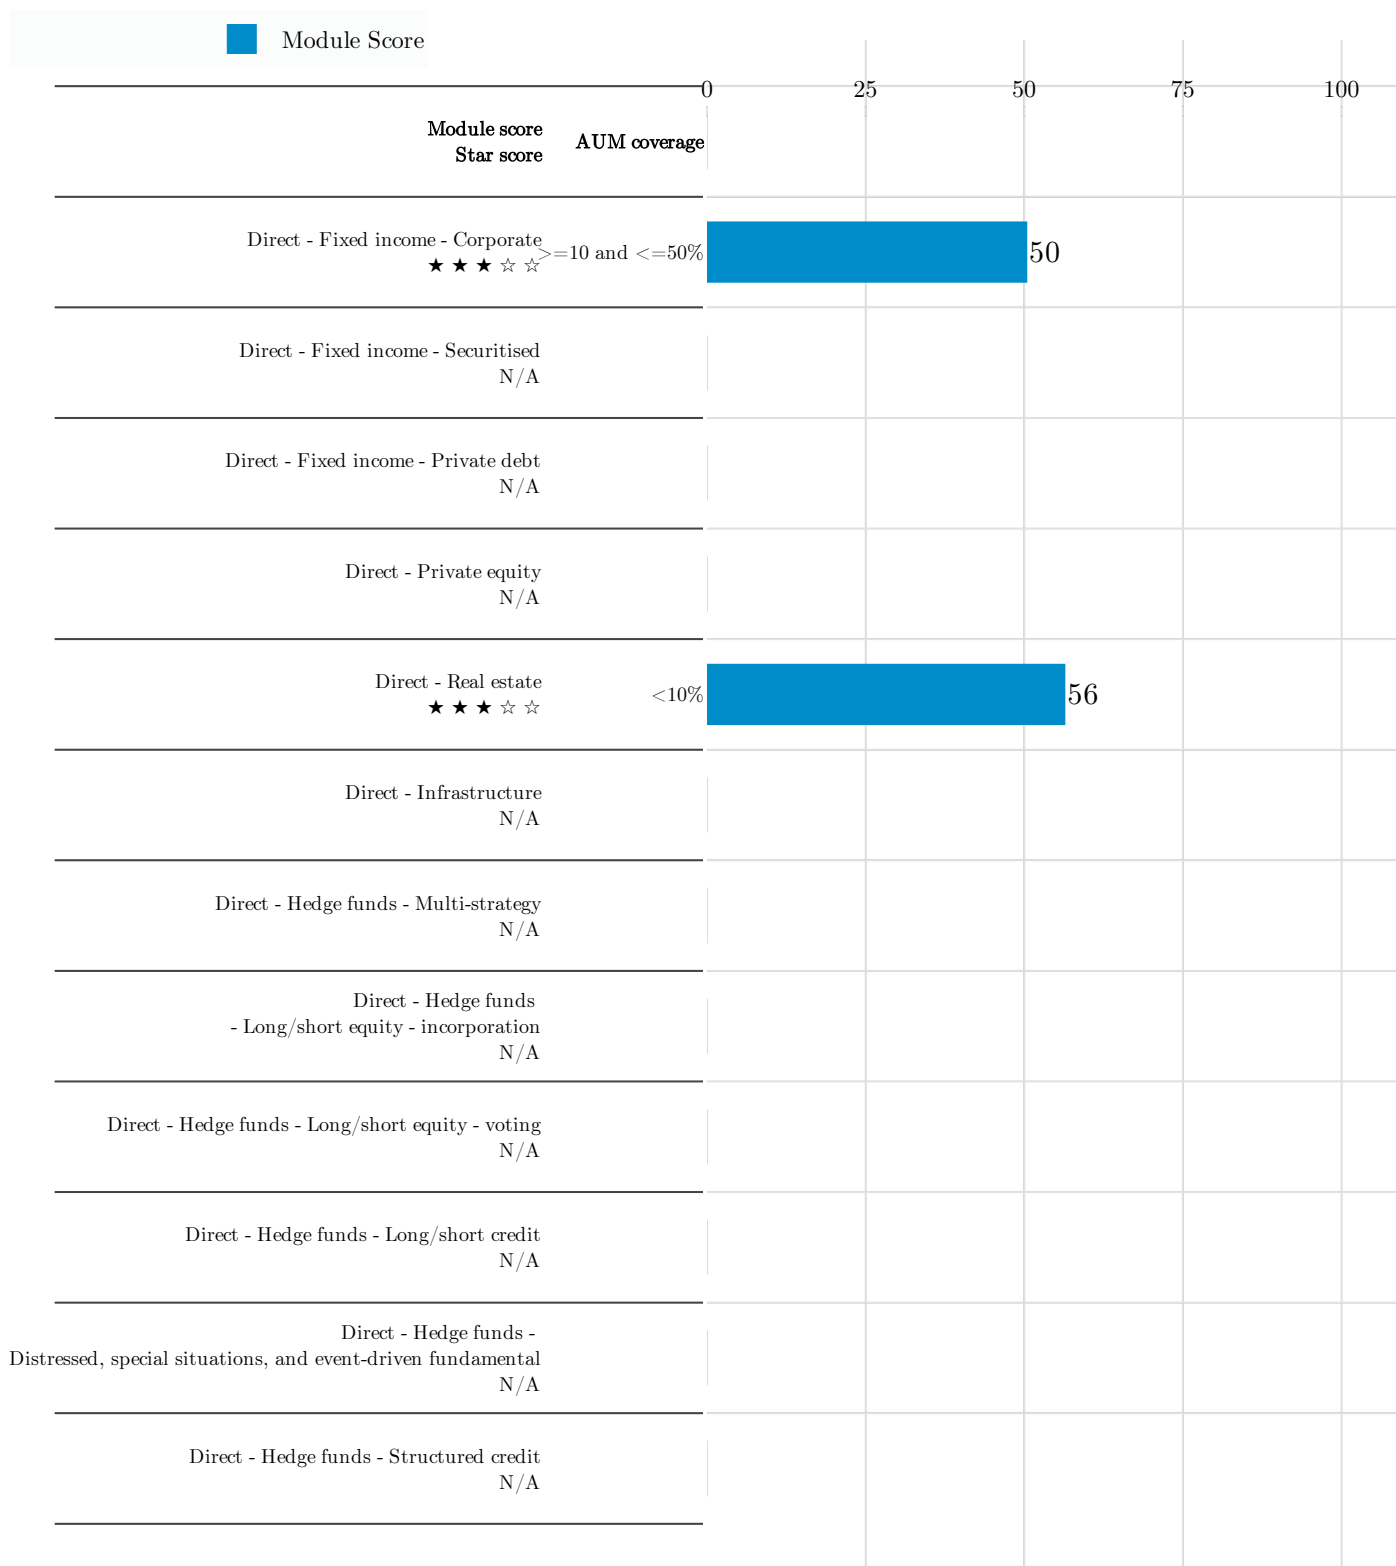 Module Score
0 25 50 75 100
Module score
Star score
AUM coverage
Direct - Fixed income - Corporate
★ ★ ★ ☆ ☆
>=10 and <=50%
50
Direct - Fixed income - Securitised
N/A
Direct - Fixed income - Private debt
N/A
Direct - Private equity
N/A
Direct - Real estate
★ ★ ★ ☆ ☆
<10%
56
Direct - Infrastructure
N/A
Direct - Hedge funds - Multi-strategy
N/A
Direct - Hedge funds
- Long/short equity - incorporation
N/A
Direct - Hedge funds - Long/short equity - voting
N/A
Direct - Hedge funds - Long/short credit
N/A
Direct - Hedge funds -
Distressed, special situations, and event-driven fundamental
N/A
Direct - Hedge funds - Structured credit
N/A